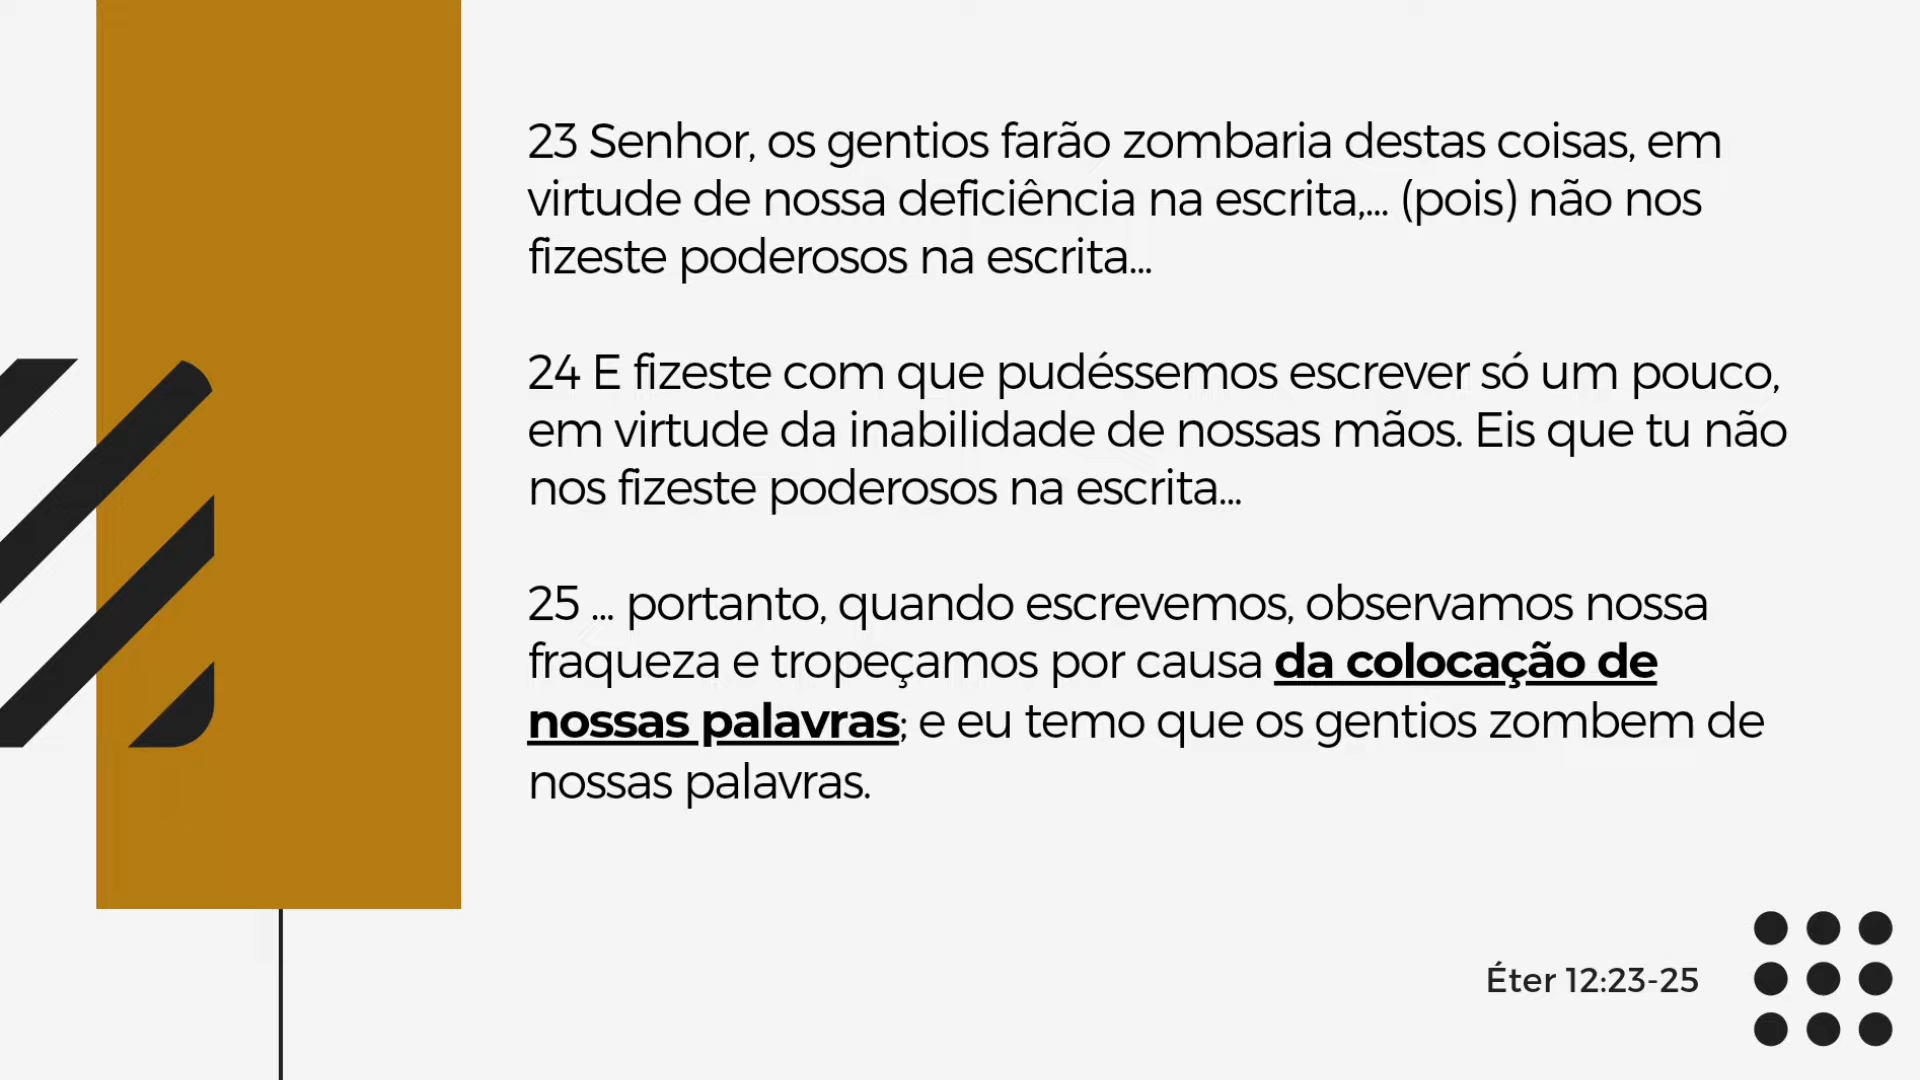 23 Senhor, os gentios farão zombaria destas coisas, em
virtude de nossa deficiência na escrita,... (pois) não nos
fizeste poderosos na escrita...
24 E fizeste com que pudéssemos escrever só um pouco,
em virtude da inabilidade de nossas mãos. Eis que tu não
nos fizeste poderosos na escrita...
25 ... portanto, quando escrevemos, observamos nossa
fraqueza e tropeçamos por causa da colocação de
nossas palavras; e eu temo que os gentios zombem de
nossas palavras.
Éter 12:23-25